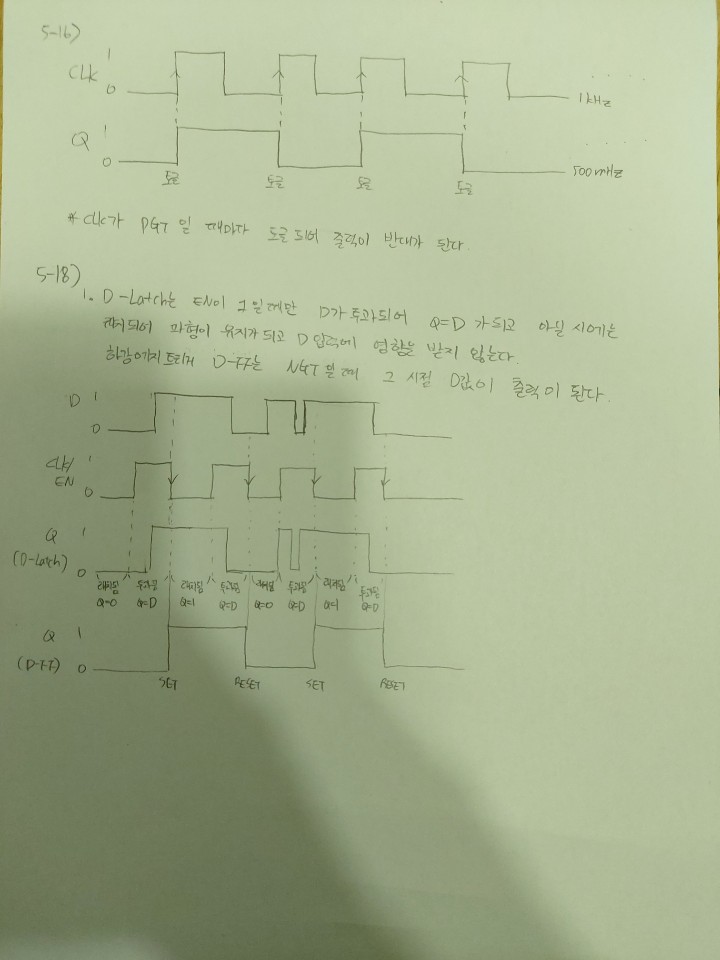 5-16)
CLK 1 0 1kHz
Q 1 0 500mHz
토글 토글 토글 토글
* CLK가 PGT 일 때마다 토글되어 출력이 반대가 된다.
5-18)
1. D-Latch는 EN이 1일때만 D가 투과되어 Q=D 가 되고 아닐 시에는
래치되어 파형이 유지가 되고 D 입력에 영향을 받지 않는다.
하강에지트리거 D-FF는 NGT 일 때 그 시점 D값이 출력이 된다.
D 1 0
CLK/
EN 1 0
Q 1
(D-Latch) 0
래치됨 투과됨 래치됨 투과됨 래치됨 투과됨 래치됨 투과됨
Q=0 Q=D Q=1 Q=D Q=0 Q=D Q=1 Q=D
Q 1
(D-FF) 0
SET RESET SET RESET